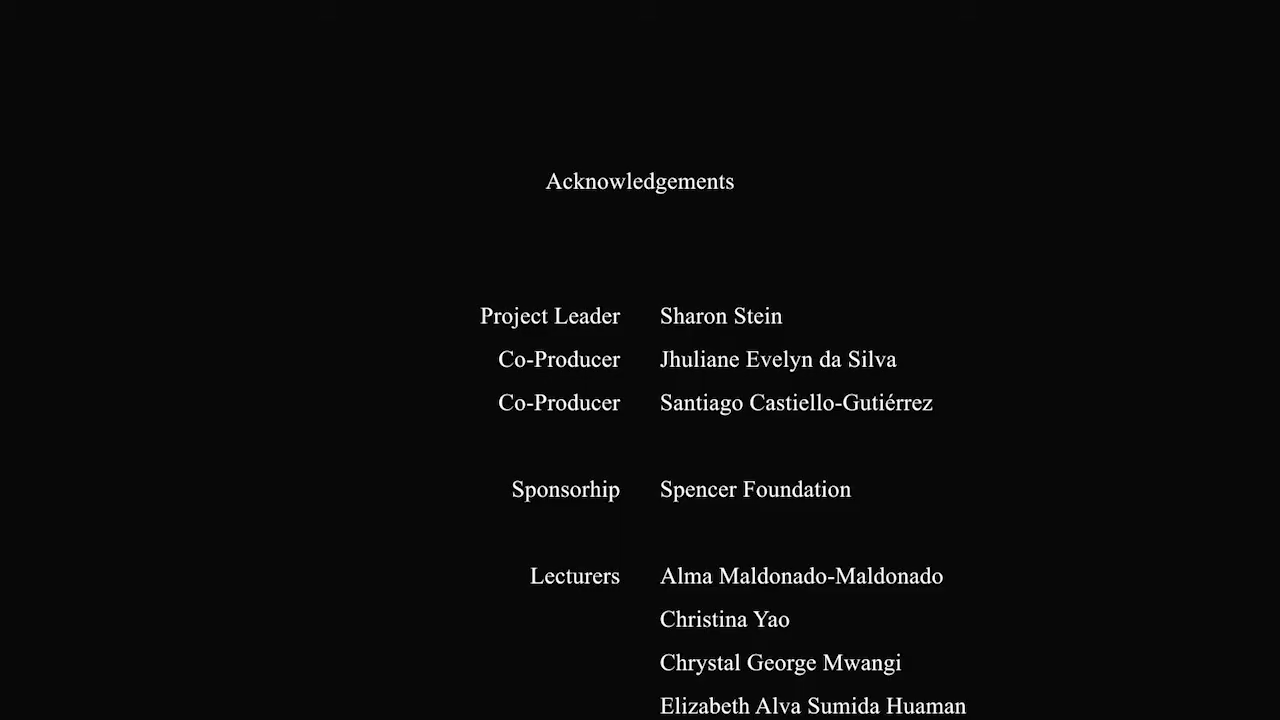 Acknowledgements
Project Leader Sharon Stein
Co-Producer Jhuliane Evelyn da Silva
Co-Producer Santiago Castiello-Gutiérrez
Sponsorhip Spencer Foundation
Lecturers Alma Maldonado-Maldonado
Christina Yao
Chrystal George Mwangi
Elizabeth Alva Sumida Huaman